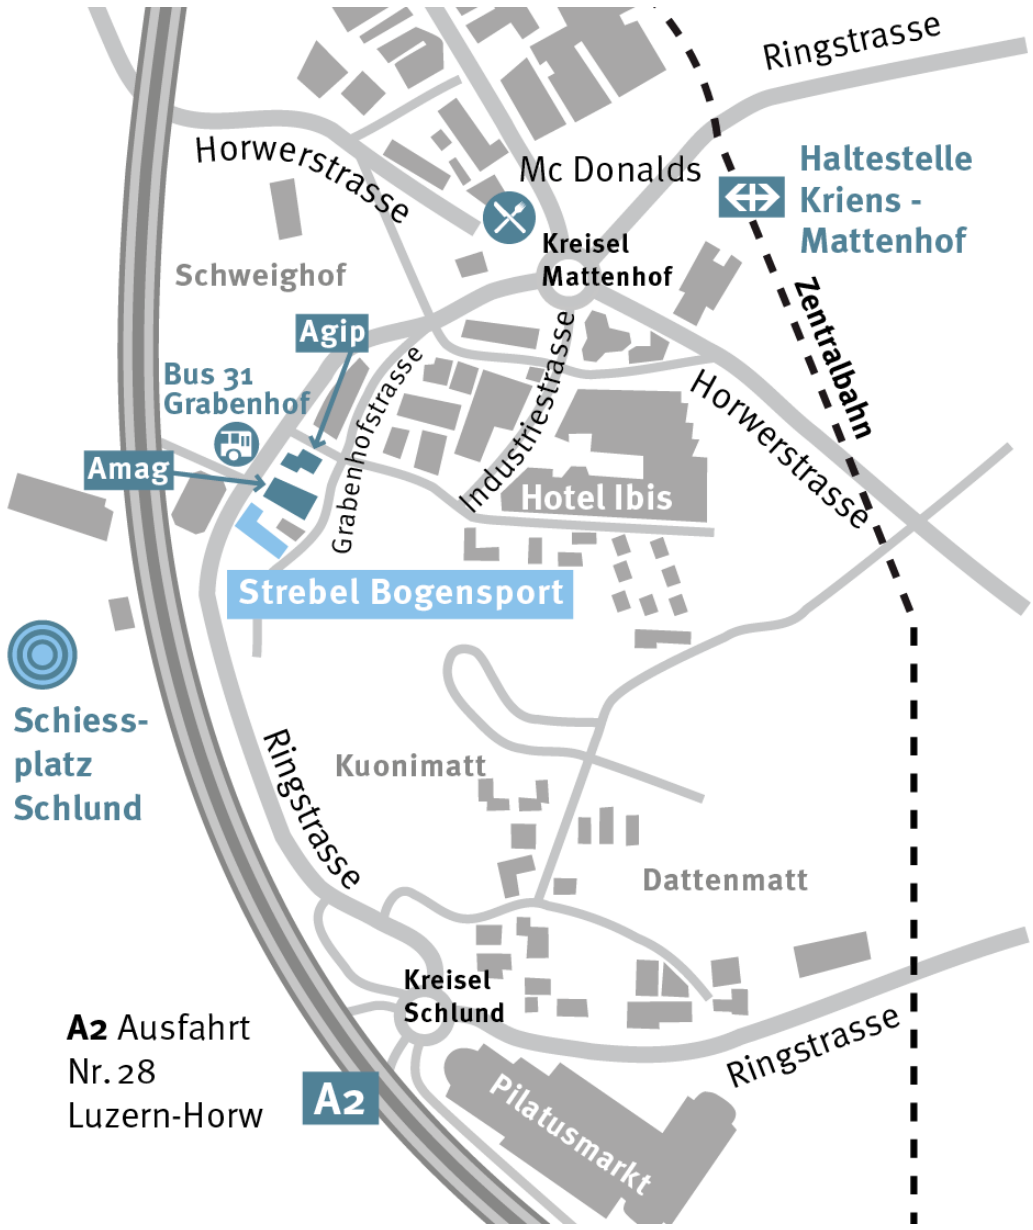 Ringstrasse
Horwerstrasse
Mc Donalds
Haltestelle
Kriens -
Mattenhof
Kreisel
Mattenhof
Schweighof
Zentralbahn
Agip
Bus 31
Grabenhof
Grabenhofstrasse
Industriestrasse
Horwerstrasse
Amag
Hotel Ibis
Strebel Bogensport
Schiess-
platz
Schlund
Ringstrasse
Kuonimatt
Dattenmatt
Kreisel
Schlund
A2 Ausfahrt
Nr. 28
Luzern-Horw
A2
Ringstrasse
Pilatusmarkt